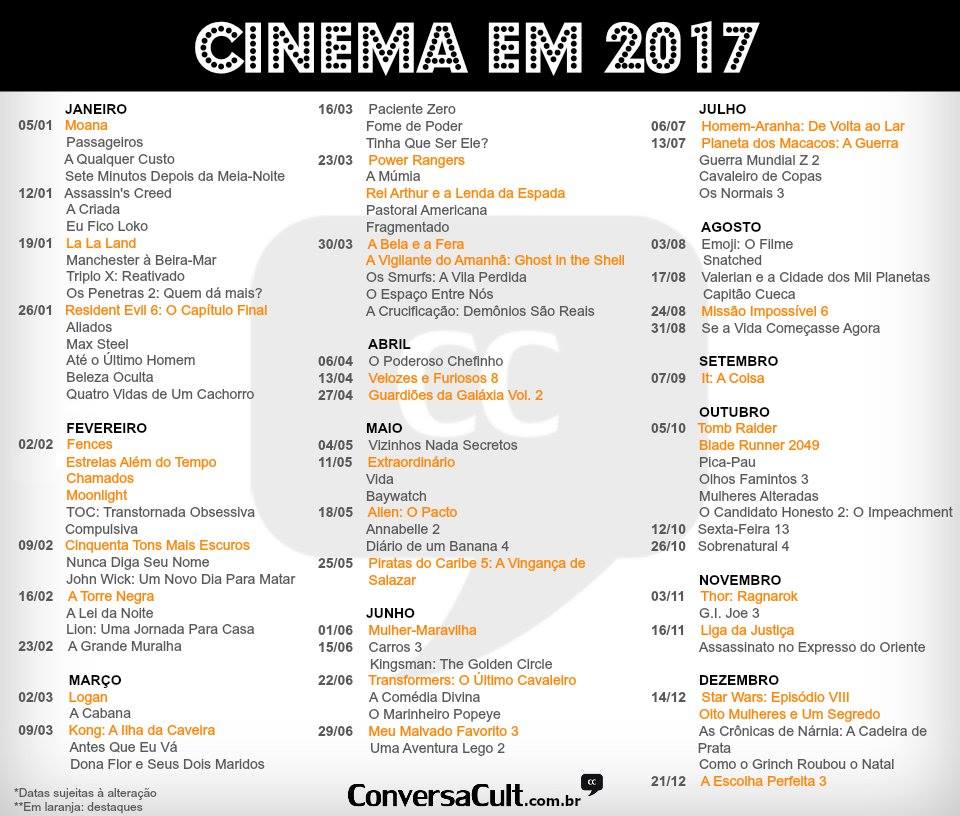 CINEMA EM 2017
JANEIRO
05/01 Moana
Passageiros
A Qualquer Custo
Sete Minutos Depois da Meia-Noite
12/01 Assassin's Creed
A Criada
Eu Fico Loko
19/01 La La Land
Manchester à Beira-Mar
Triplo X: Reativado
Os Penetras 2: Quem dá mais?
26/01 Resident Evil 6: O Capítulo Final
Aliados
Max Steel
Até o Último Homem
Beleza Oculta
Quatro Vidas de Um Cachorro
FEVEREIRO
02/02 Fences
Estrelas Além do Tempo
Chamados
Moonlight
TOC: Transtornada Obsessiva
Compulsiva
09/02 Cinquenta Tons Mais Escuros
Nunca Diga Seu Nome
John Wick: Um Novo Dia Para Matar
16/02 A Torre Negra
A Lei da Noite
Lion: Uma Jornada Para Casa
23/02 A Grande Muralha
MARÇO
02/03 Logan
A Cabana
09/03 Kong: A Ilha da Caveira
Antes Que Eu Vá
Dona Flor e Seus Dois Maridos
*Datas sujeitas à alteração
**Em laranja: destaques
16/03 Paciente Zero
Fome de Poder
Tinha Que Ser Ele?
23/03 Power Rangers
A Múmia
Rei Arthur e a Lenda da Espada
Pastoral Americana
Fragmentado
30/03 A Bela e a Fera
A Vigilante do Amanhã: Ghost in the Shell
Os Smurfs: A Vila Perdida
O Espaço Entre Nós
A Crucificação: Demônios São Reais
ABRIL
06/04 O Poderoso Chefinho
13/04 Velozes e Furiosos 8
27/04 Guardiões da Galáxia Vol. 2
MAIO
04/05 Vizinhos Nada Secretos
11/05 Extraordinário
Vida
Baywatch
18/05 Alien: O Pacto
Annabelle 2
Diário de um Banana 4
25/05 Piratas do Caribe 5: A Vingança de
Salazar
JUNHO
01/06 Mulher-Maravilha
15/06 Carros 3
Kingsman: The Golden Circle
22/06 Transformers: O Último Cavaleiro
A Comédia Divina
O Marinheiro Popeye
29/06 Meu Malvado Favorito 3
Uma Aventura Lego 2
ConversaCult.com.br
CC
JULHO
06/07 Homem-Aranha: De Volta ao Lar
13/07 Planeta dos Macacos: A Guerra
Guerra Mundial Z 2
Cavaleiro de Copas
Os Normais 3
AGOSTO
03/08 Emoji: O Filme
Snatched
17/08 Valerian e a Cidade dos Mil Planetas
Capitão Cueca
24/08 Missão Impossível 6
31/08 Se a Vida Começasse Agora
SETEMBRO
07/09 It: A Coisa
OUTUBRO
05/10 Tomb Raider
Blade Runner 2049
Pica-Pau
Olhos Famintos 3
Mulheres Alteradas
O Candidato Honesto 2: O Impeachment
12/10 Sexta-Feira 13
26/10 Sobrenatural 4
NOVEMBRO
03/11 Thor: Ragnarok
G.I. Joe 3
16/11 Liga da Justiça
Assassinato no Expresso do Oriente
DEZEMBRO
14/12 Star Wars: Episódio VIII
Oito Mulheres e Um Segredo
As Crônicas de Nárnia: A Cadeira de
Prata
Como o Grinch Roubou o Natal
21/12 A Escolha Perfeita 3
CC